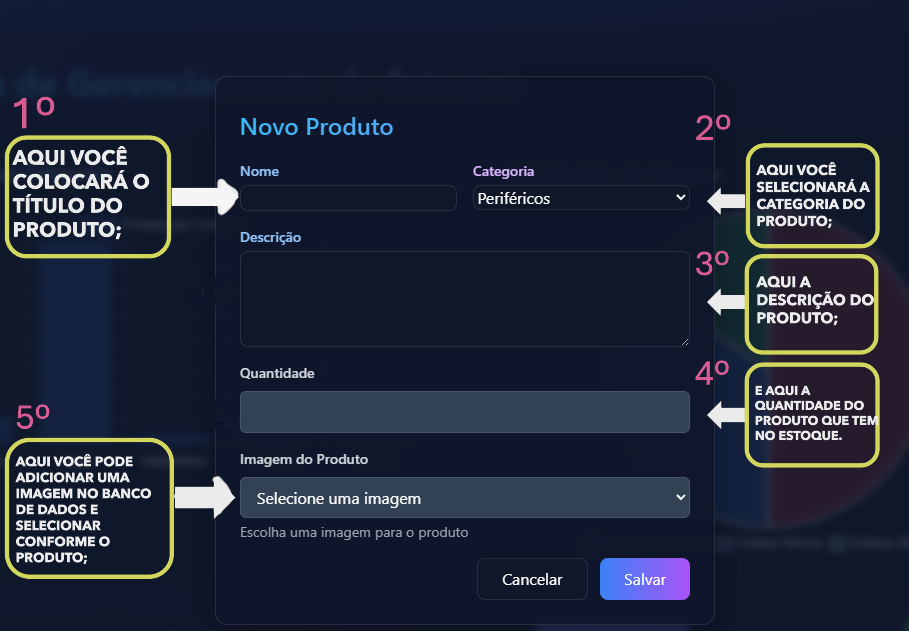 de Gerenciamento de
1º
AQUI VOCÊ
COLOCARÁ O
TÍTULO DO
PRODUTO;
Novo Produto
Nome
Categoria
Periféricos
2º
AQUI VOCÊ
SELECIONARÁ A
CATEGORIA DO
PRODUTO;
Descrição
3º
AQUI A
DESCRIÇÃO DO
PRODUTO;
Quantidade
4º
E AQUI A
QUANTIDADE DO
PRODUTO QUE TEM
NO ESTOQUE.
5º
AQUI VOCÊ PODE
ADICIONAR UMA
IMAGEM NO BANCO
DE DADOS E
SELECIONAR
CONFORME O
PRODUTO;
Imagem do Produto
Selecione uma imagem
Escolha uma imagem para o produto
Cancelar
Salvar